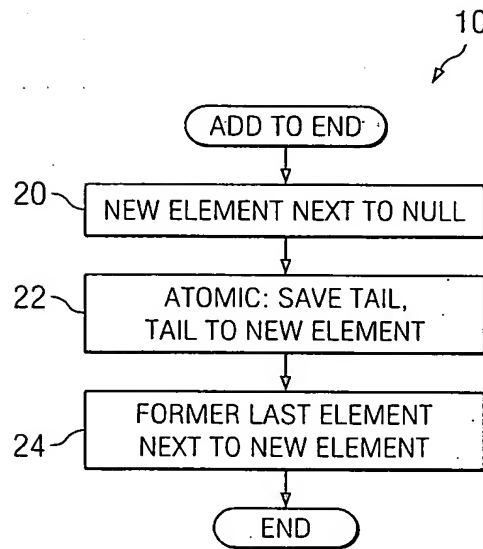 10
ADD TO END
20
NEW ELEMENT NEXT TO NULL
22
ATOMIC: SAVE TAIL,
TAIL TO NEW ELEMENT
24
FORMER LAST ELEMENT
NEXT TO NEW ELEMENT
END